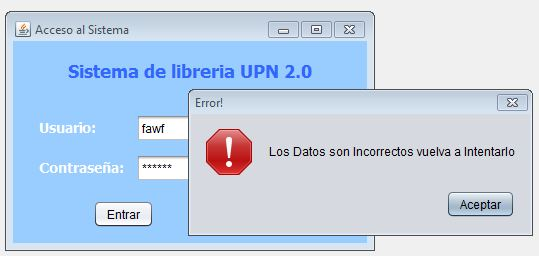 Acceso al Sistema
Sistema de libreria UPN 2.0
Usuario:
fawf
Contraseña:
******
Entrar
Error!
Los Datos son Incorrectos vuelva a Intentarlo
Aceptar